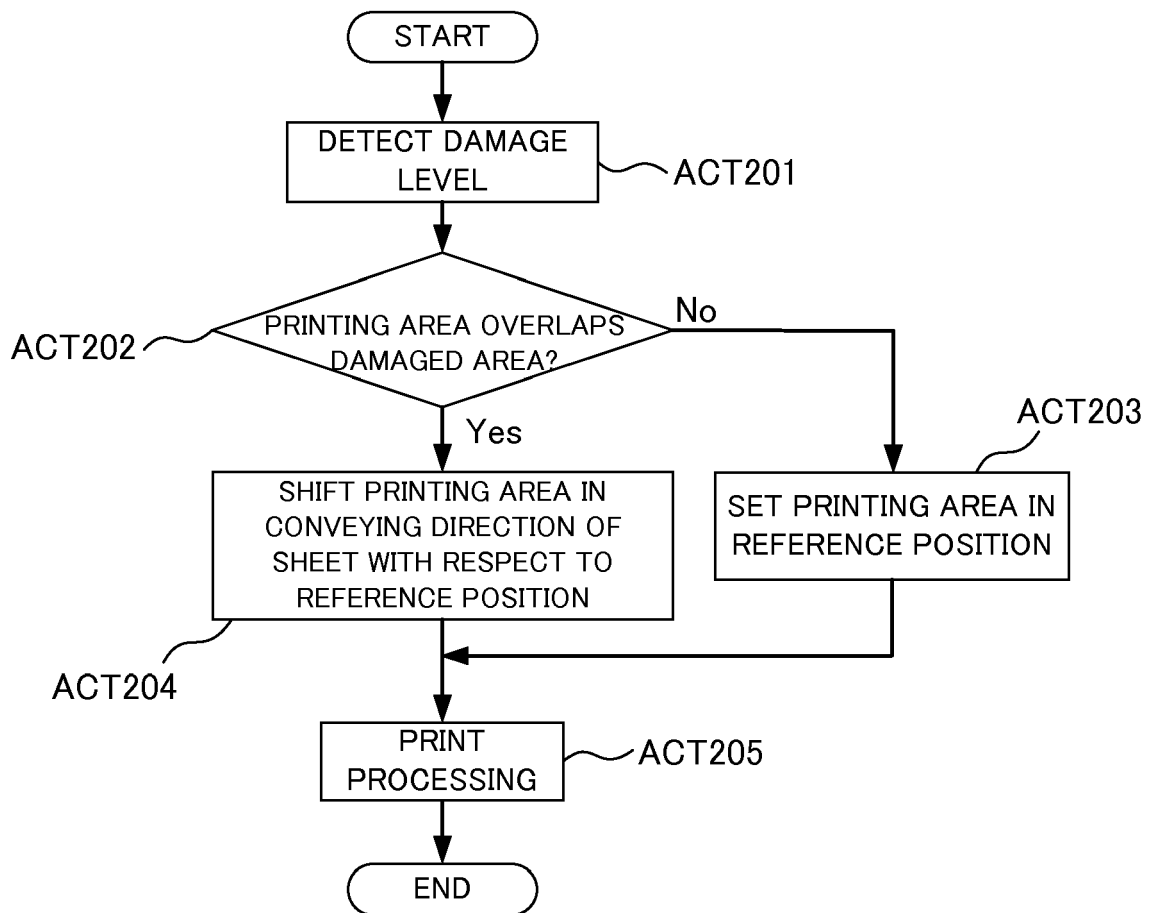 START
DETECT DAMAGE
LEVEL
ACT201
PRINTING AREA OVERLAPS
DAMAGED AREA?
ACT202
No
Yes
ACT203
SHIFT PRINTING AREA IN
CONVEYING DIRECTION OF
SHEET WITH RESPECT TO
REFERENCE POSITION
SET PRINTING AREA IN
REFERENCE POSITION
ACT204
PRINT
PROCESSING
ACT205
END